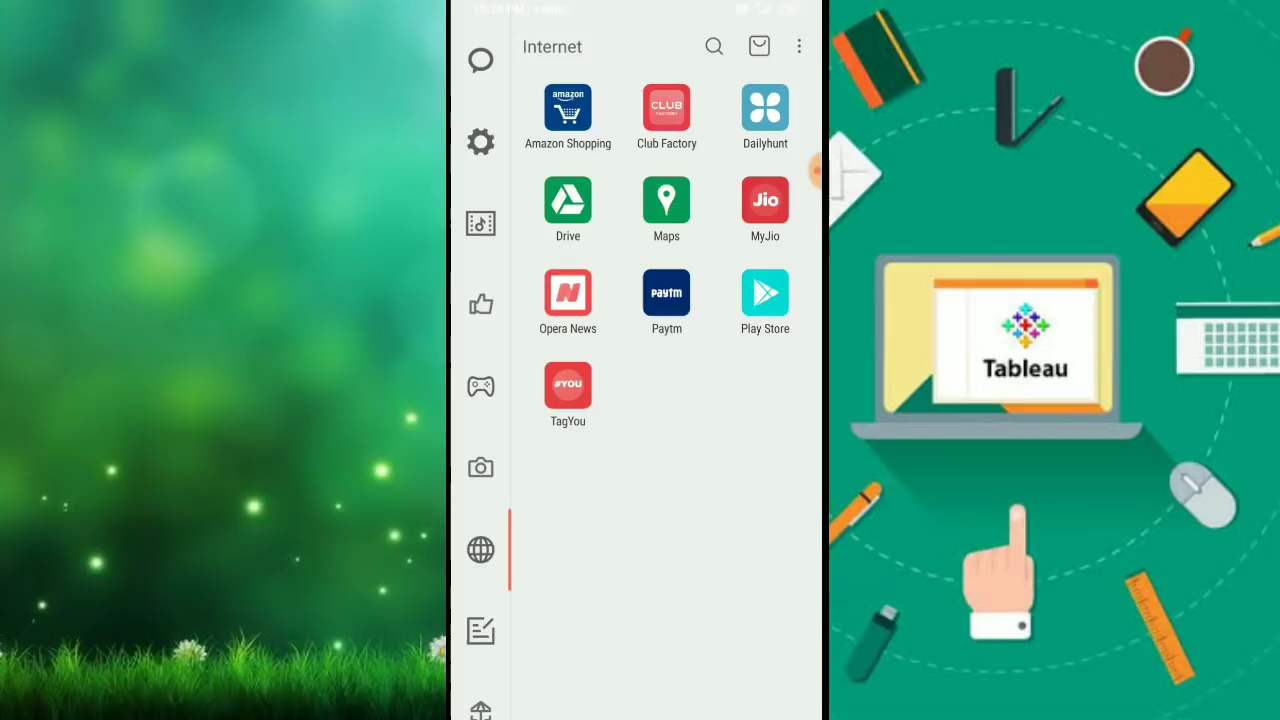 Internet
amazon
CLUB
FACTORY
Amazon Shopping
Club Factory
Dailyhunt
Jio
Drive
Maps
MyJio
N
paytm
Opera News
Paytm
Play Store
#YOU
TagYou
Tableau